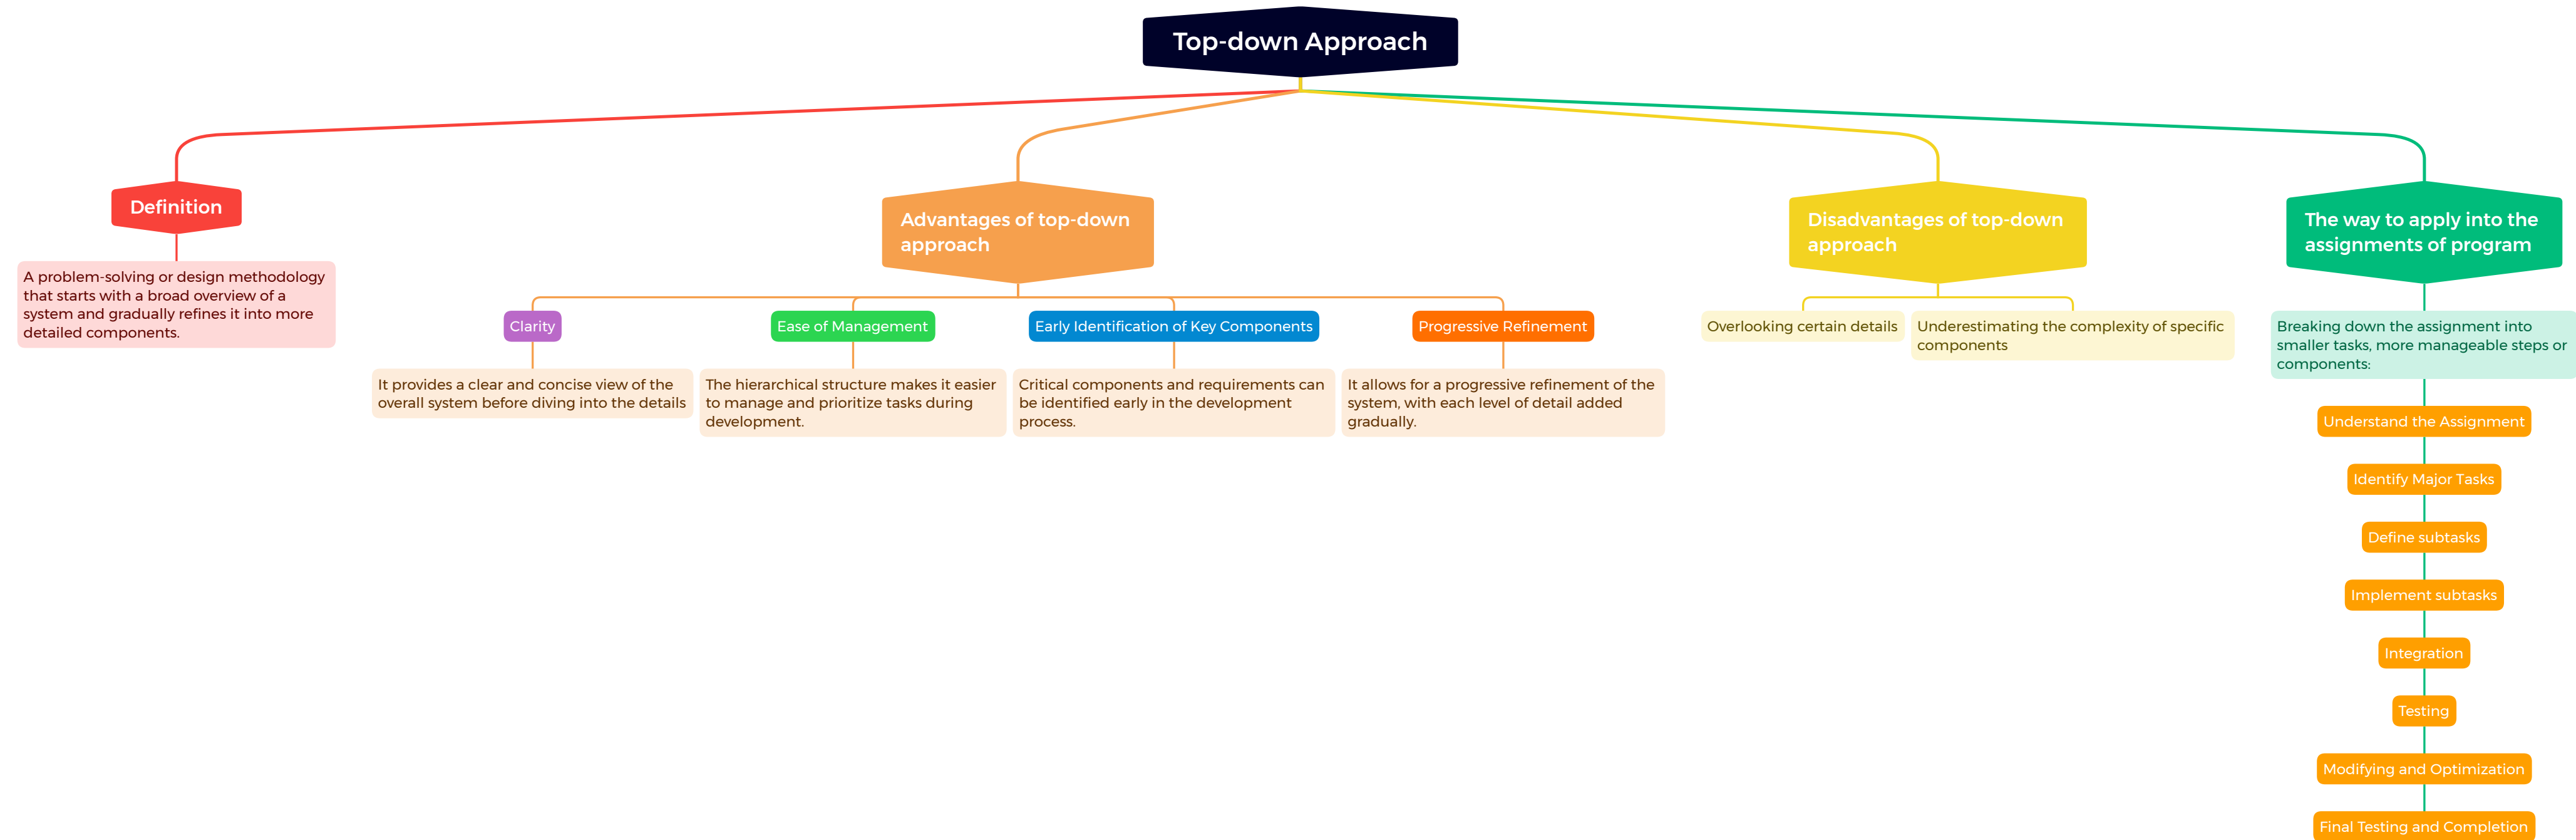 Top-down Approach
Definition
A problem-solving or design methodology
that starts with a broad overview of a
system and gradually refines it into more
detailed components.
Advantages of top-down
approach
Clarity
It provides a clear and concise view of the
overall system before diving into the details
Ease of Management
The hierarchical structure makes it easier
to manage and prioritize tasks during
development.
Early Identification of Key Components
Critical components and requirements can
be identified early in the development
process.
Progressive Refinement
It allows for a progressive refinement of the
system, with each level of detail added
gradually.
Disadvantages of top-down
approach
Overlooking certain details
Underestimating the complexity of specific
components
The way to apply into the
assignments of program
Breaking down the assignment into
smaller tasks, more manageable steps or
components:
Understand the Assignment
Identify Major Tasks
Define subtasks
Implement subtasks
Integration
Testing
Modifying and Optimization
Final Testing and Completion